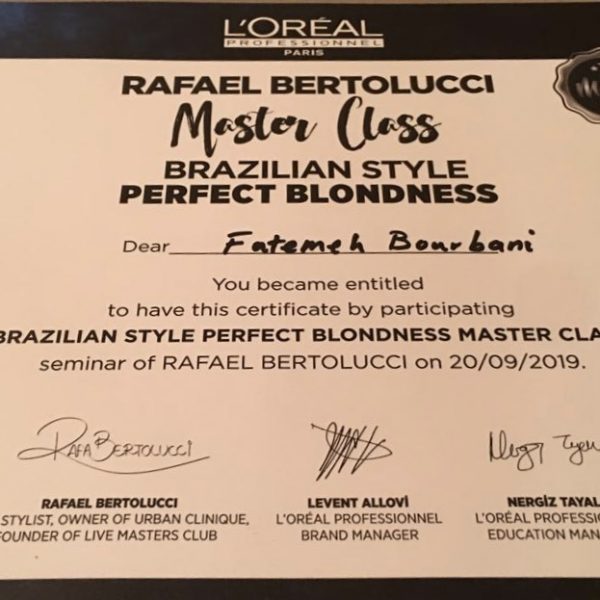 L'ORÉAL
PROFESSIONNEL
PARIS
RAFAEL BERTOLUCCI
Master Class
BRAZILIAN STYLE
PERFECT BLONDNESS
Dear Fatemeh Bourbani
You became entitled
to have this certificate by participating
BRAZILIAN STYLE PERFECT BLONDNESS MASTER CLA
seminar of RAFAEL BERTOLUCCI on 20/09/2019.
RAFA BERTOLUCCI
RAFAEL BERTOLUCCI
STYLIST, OWNER OF URBAN CLINIQUE,
FOUNDER OF LIVE MASTERS CLUB
LEVENT ALLOVİ
L'ORÉAL PROFESSIONNEL
BRAND MANAGER
NERGİZ TAYAL
L'ORÉAL PROFESSIO
EDUCATION MAN